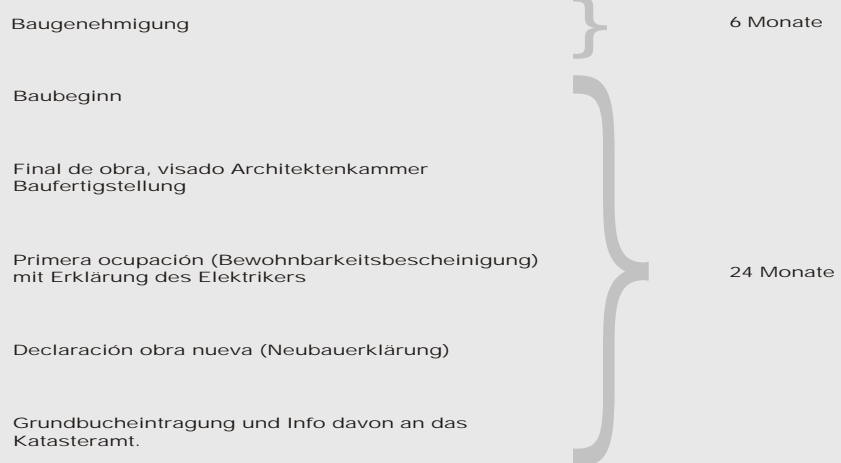 Baugenehmigung
6 Monate
Baubeginn
Final de obra, visado Architektenkammer
Baufertigstellung
Primera ocupación (Bewohnbarkeitsbescheinigung)
mit Erklärung des Elektrikers
24 Monate
Declaración obra nueva (Neubauerklärung)
Grundbucheintragung und Info davon an das
Katasteramt.